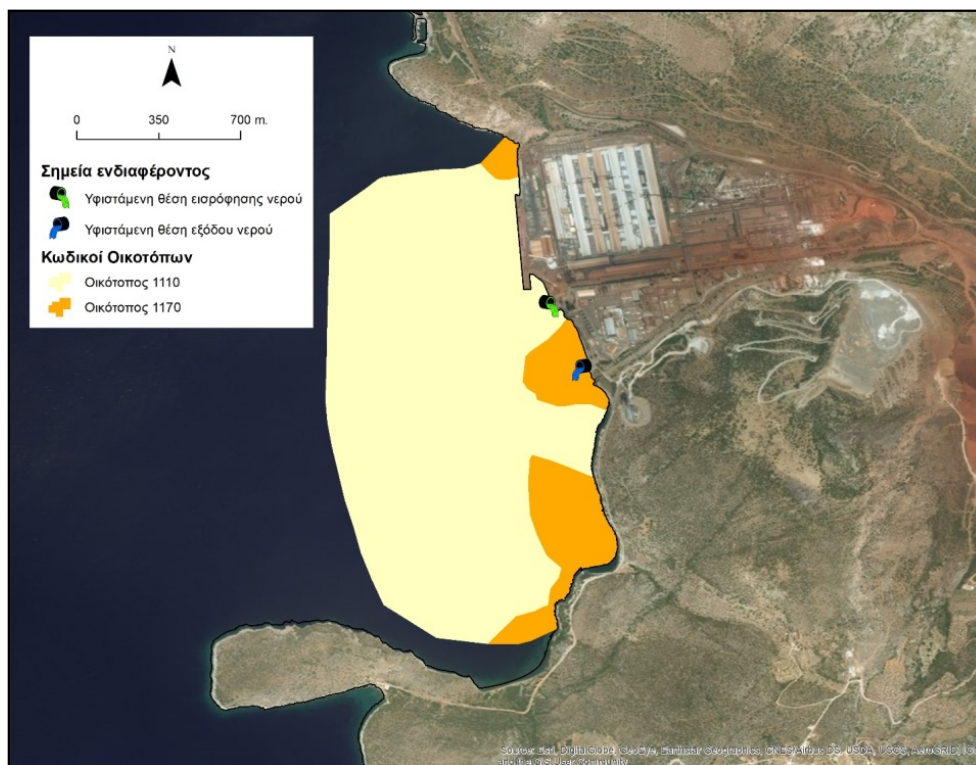 N
0 350 700 m.
Σημεία ενδιαφέροντος
Υφιστάμενη θέση εισρόφησης νερού
Υφιστάμενη θέση εξόδου νερού
Κωδικοί Οικοτόπων
Οικότοπος 1110
Οικότοπος 1170
Source: Esri, DigitalGlobe, GeoEye, Earthstar Geographics, CNES/Airbus DS, USDA, USGS, AeroGRID, IG
and the GIS User Community